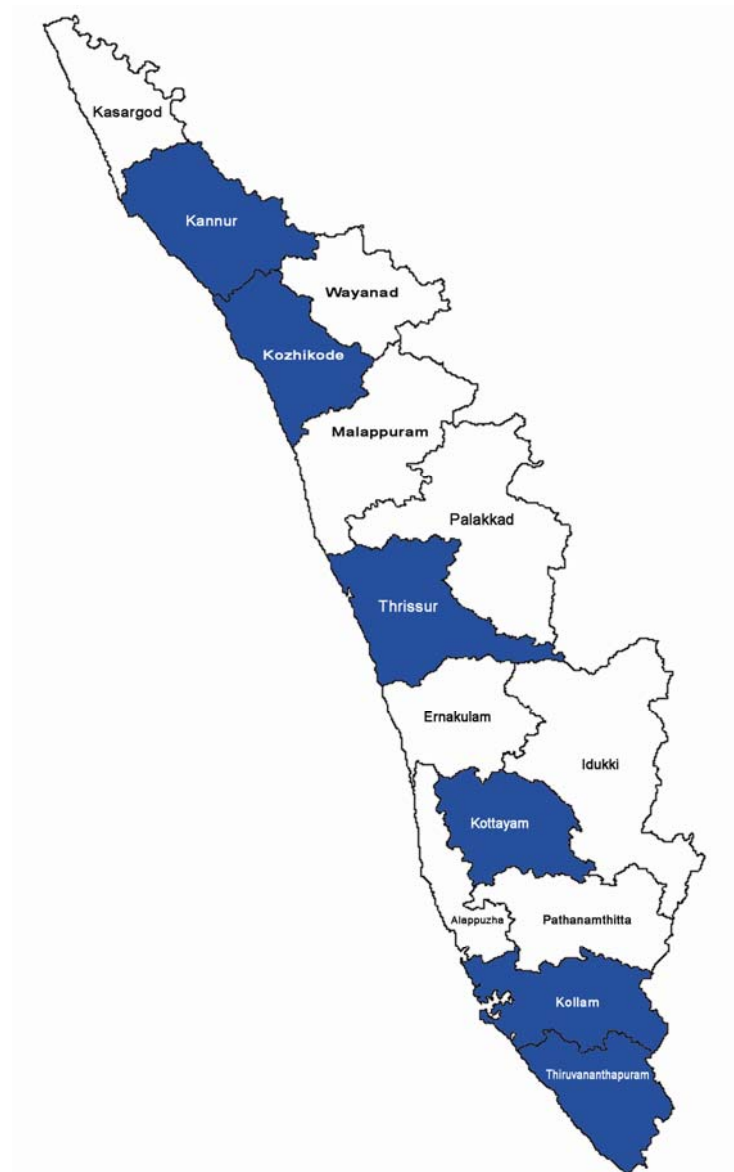 Kasargod
Kannur
Wayanad
Kozhikode
Malappuram
Palakkad
Thrissur
Ernakulam
Idukki
Kottayam
Alappuzha
Pathanamthitta
Kollam
Thiruvananthapuram